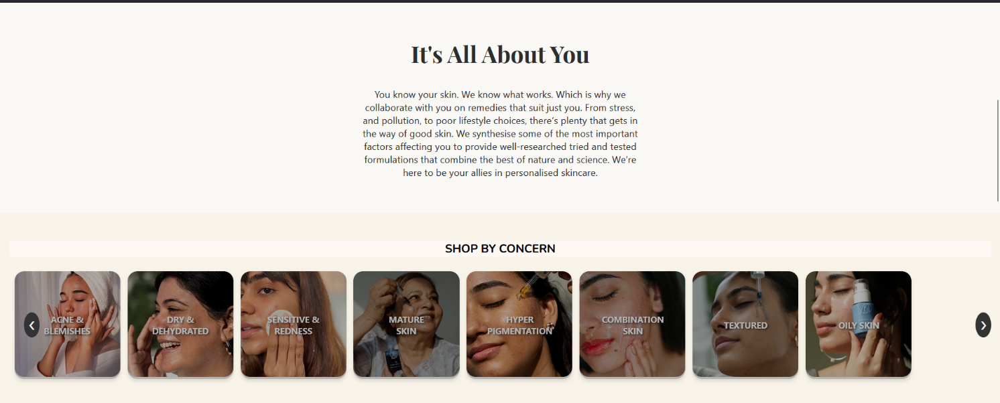 It's All About You
You know your skin. We know what works. Which is why we
collaborate with you on remedies that suit just you. From stress,
and pollution, to poor lifestyle choices, there's plenty that gets in
the way of good skin. We synthesise some of the most important
factors affecting you to provide well-researched tried and tested
formulations that combine the best of nature and science. We're
here to be your allies in personalised skincare.
SHOP BY CONCERN
ACNE &
BLEMISHES
DRY &
DEHYDRATED
SENSITIVE &
REDNESS
MATURE
SKIN
HYPER
PIGMENTATION
COMBINATION
SKIN
TEXTURED
OILY SKIN